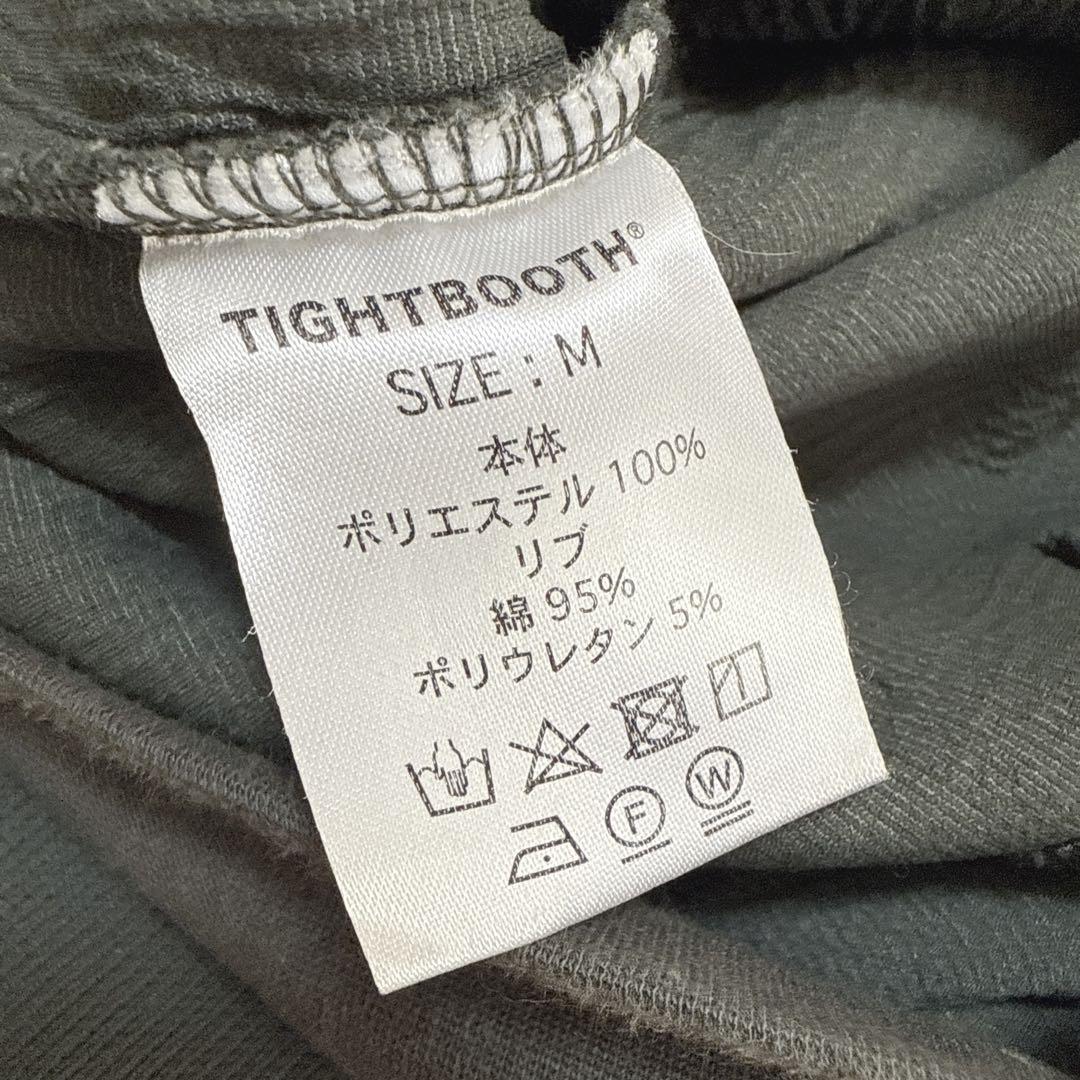 TIGHTBOOTH®
SIZE : M
本体
ポリエステル 100%
リブ
綿 95%
ポリウレタン 5%
F W